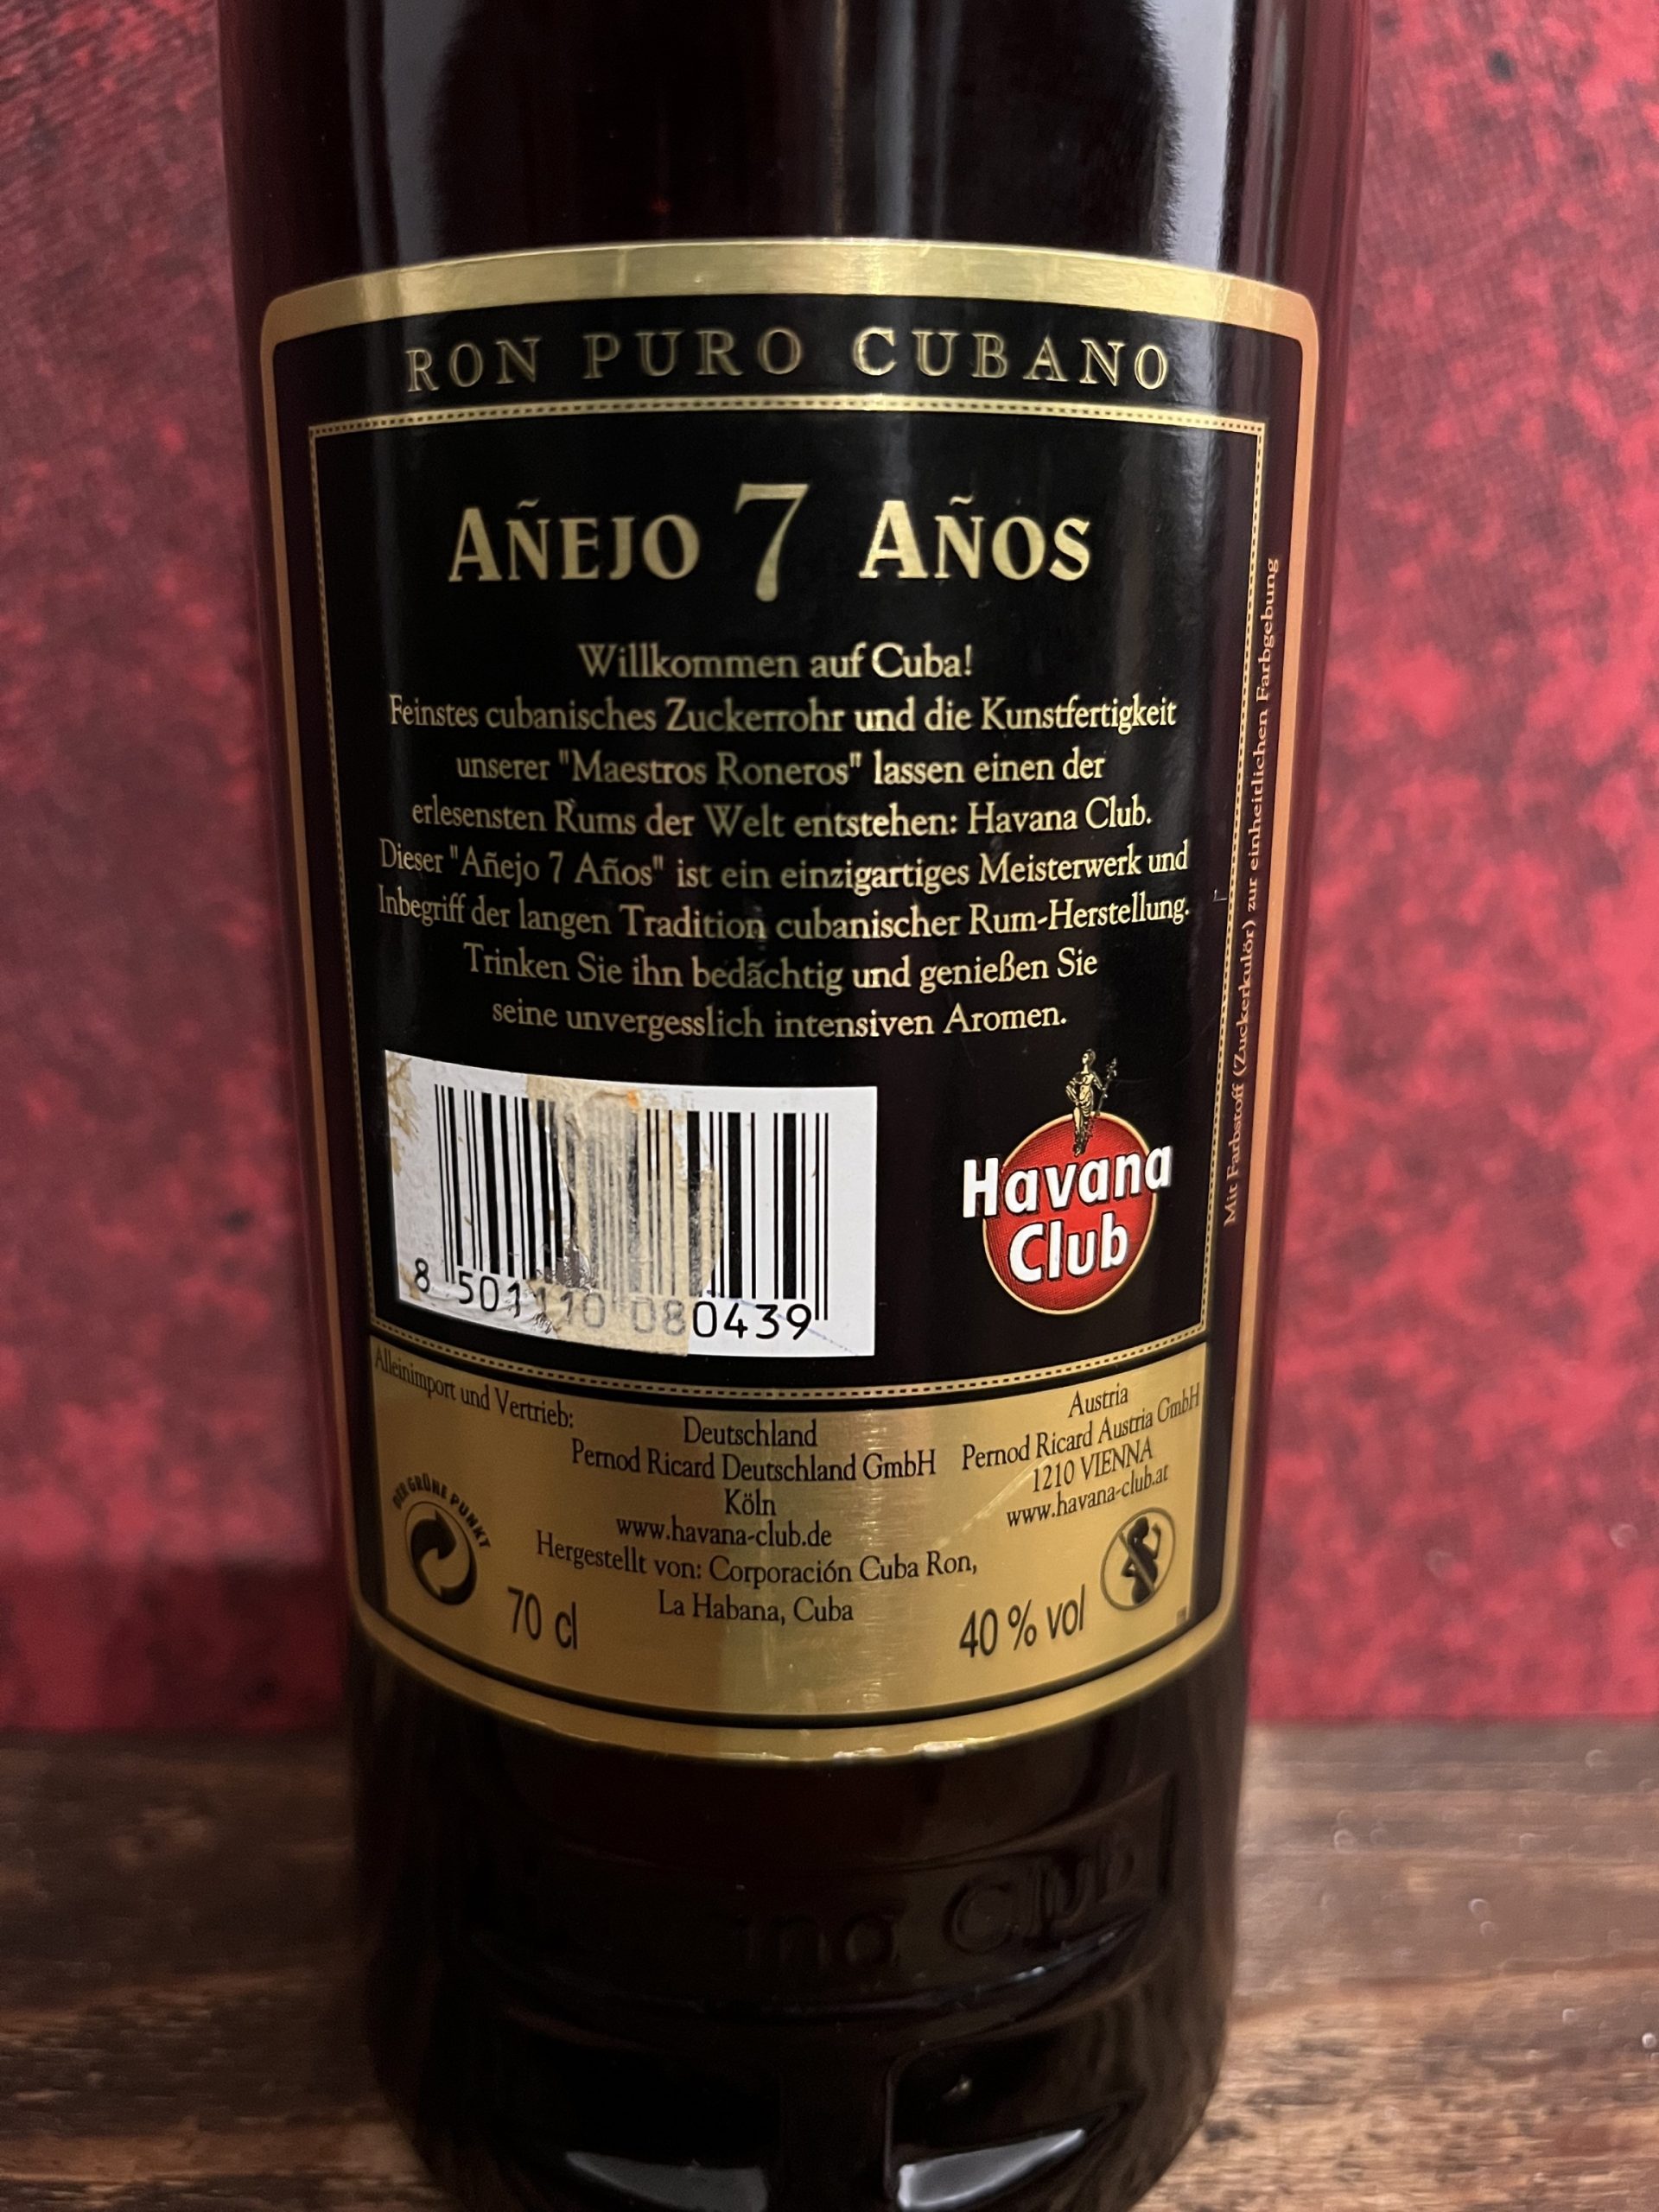 RON PURO CUBANO
AÑEJO 7 AÑOS
Willkommen auf Cuba!
Feinstes cubanisches Zuckerrohr und die Kunstfertigkeit
unserer "Maestros Roneros" lassen einen der
erlesensten Rums der Welt entstehen: Havana Club.
Dieser "Añejo 7 Años" ist ein einzigartiges Meisterwerk und
Inbegriff der langen Tradition cubanischer Rum-Herstellung.
Trinken Sie ihn bedächtig und genießen Sie
seine unvergesslich intensiven Aromen.
Mit Farbstoff (Zuckerkulör) zur einheitlichen Farbgebung
8 501110 080439
Havana
Club
Alleinimport und Vertrieb:
Deutschland
Pernod Ricard Deutschland GmbH
Köln
www.havana-club.de
Austria
Pernod Ricard Austria GmbH
1210 VIENNA
www.havana-club.at
Hergestellt von: Corporación Cuba Ron,
La Habana, Cuba
DER GRÜNE PUNKT
70 cl
40 % vol
Club